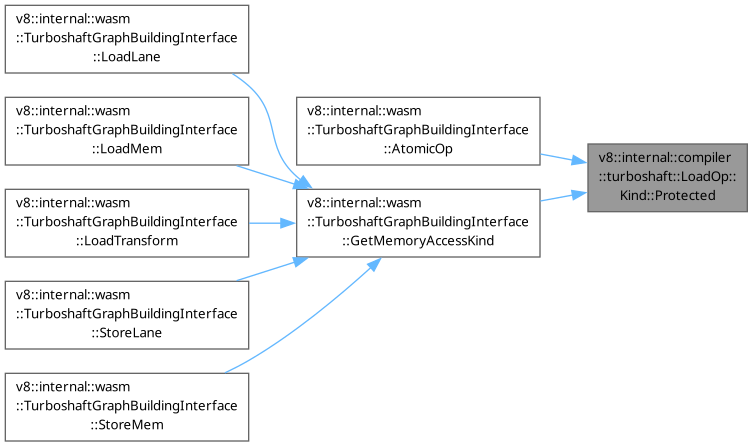 v8::internal::wasm
::TurboshaftGraphBuildingInterface
::LoadLane
v8::internal::wasm
::TurboshaftGraphBuildingInterface
::LoadMem
v8::internal::wasm
::TurboshaftGraphBuildingInterface
::LoadTransform
v8::internal::wasm
::TurboshaftGraphBuildingInterface
::StoreLane
v8::internal::wasm
::TurboshaftGraphBuildingInterface
::StoreMem
v8::internal::wasm
::TurboshaftGraphBuildingInterface
::AtomicOp
v8::internal::wasm
::TurboshaftGraphBuildingInterface
::GetMemoryAccessKind
v8::internal::compiler
::turboshaft::LoadOp::
Kind::Protected